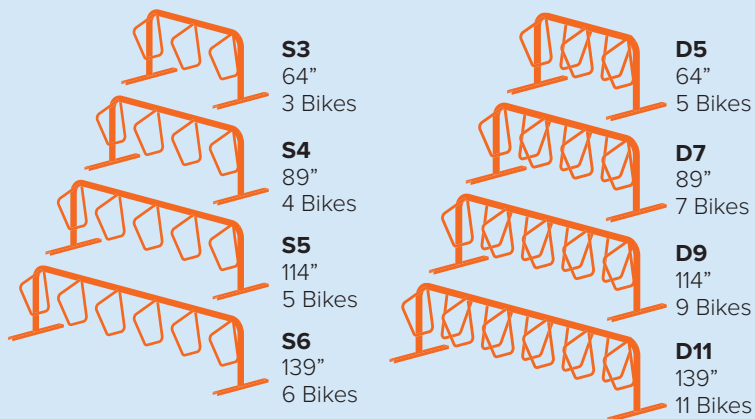 S3
64”
3 Bikes
S4
89”
4 Bikes
S5
114”
5 Bikes
S6
139”
6 Bikes
D5
64”
5 Bikes
D7
89”
7 Bikes
D9
114”
9 Bikes
D11
139”
11 Bikes